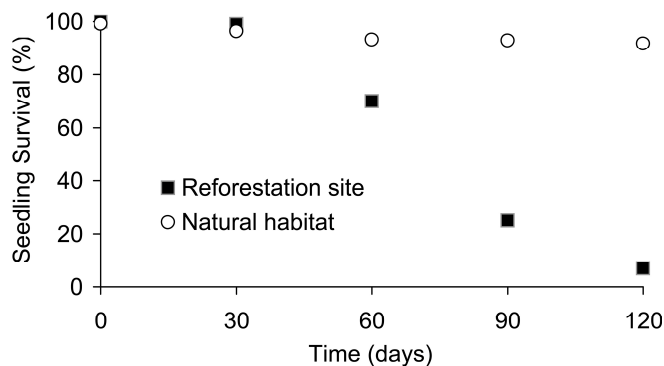 Seedling Survival (%)
100
80
60
40
20
0
Reforestation site
Natural habitat
0 30 60 90 120
Time (days)